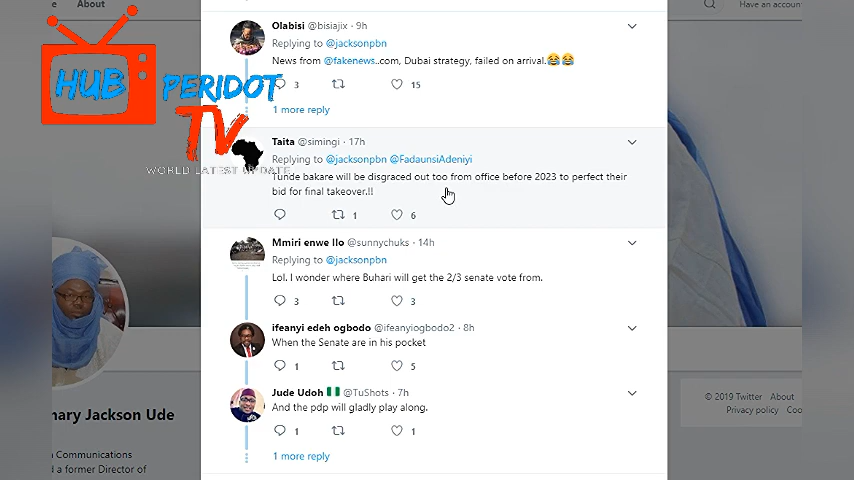 About
Have an account
HUB PERIDOT
TV
WORLD LATEST UPDATE
Olabisi @bisiajix · 9h
Replying to @jacksonpbn
News from @fakenews..com, Dubai strategy, failed on arrival.😂😂
3 15
1 more reply
Taita @simingi · 17h
Replying to @jacksonpbn @FadaunsiAdeniyi
Tunde bakare will be disgraced out too from office before 2023 to perfect their
bid for final takeover.!!
1 6
Mmiri enwe Ilo @sunnychuks · 14h
Replying to @jacksonpbn
Lol. I wonder where Buhari will get the 2/3 senate vote from.
3 3
ifeanyi edeh ogbodo @ifeanyiogbodo2 · 8h
When the Senate are in his pocket
1 5
Jude Udoh 🇳🇬 @TuShots · 7h
And the pdp will gladly play along.
1 1
1 more reply
nary Jackson Ude
Communications
d a former Director of
© 2019 Twitter About
Privacy policy Coo